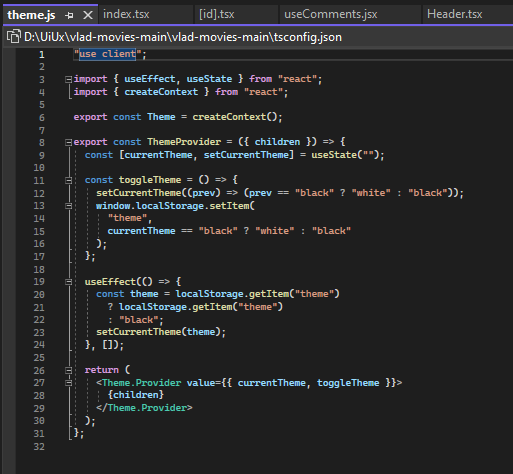 theme.js index.tsx [id].tsx useComments.jsx Header.tsx
D:\UiUx\vlad-movies-main\vlad-movies-main\tsconfig.json
1 "use client";
2
3 import { useEffect, useState } from "react";
4 import { createContext } from "react";
5
6 export const Theme = createContext();
7
8 export const ThemeProvider = ({ children }) => {
9 const [currentTheme, setCurrentTheme] = useState("");
10
11 const toggleTheme = () => {
12 setCurrentTheme((prev) => (prev == "black" ? "white" : "black"));
13 window.localStorage.setItem(
14 "theme",
15 currentTheme == "black" ? "white" : "black"
16 );
17 };
18
19 useEffect(() => {
20 const theme = localStorage.getItem("theme")
21 ? localStorage.getItem("theme")
22 : "black";
23 setCurrentTheme(theme);
24 }, []);
25
26 return (
27 <Theme.Provider value={{ currentTheme, toggleTheme }}>
28 {children}
29 </Theme.Provider>
30 );
31 };
32